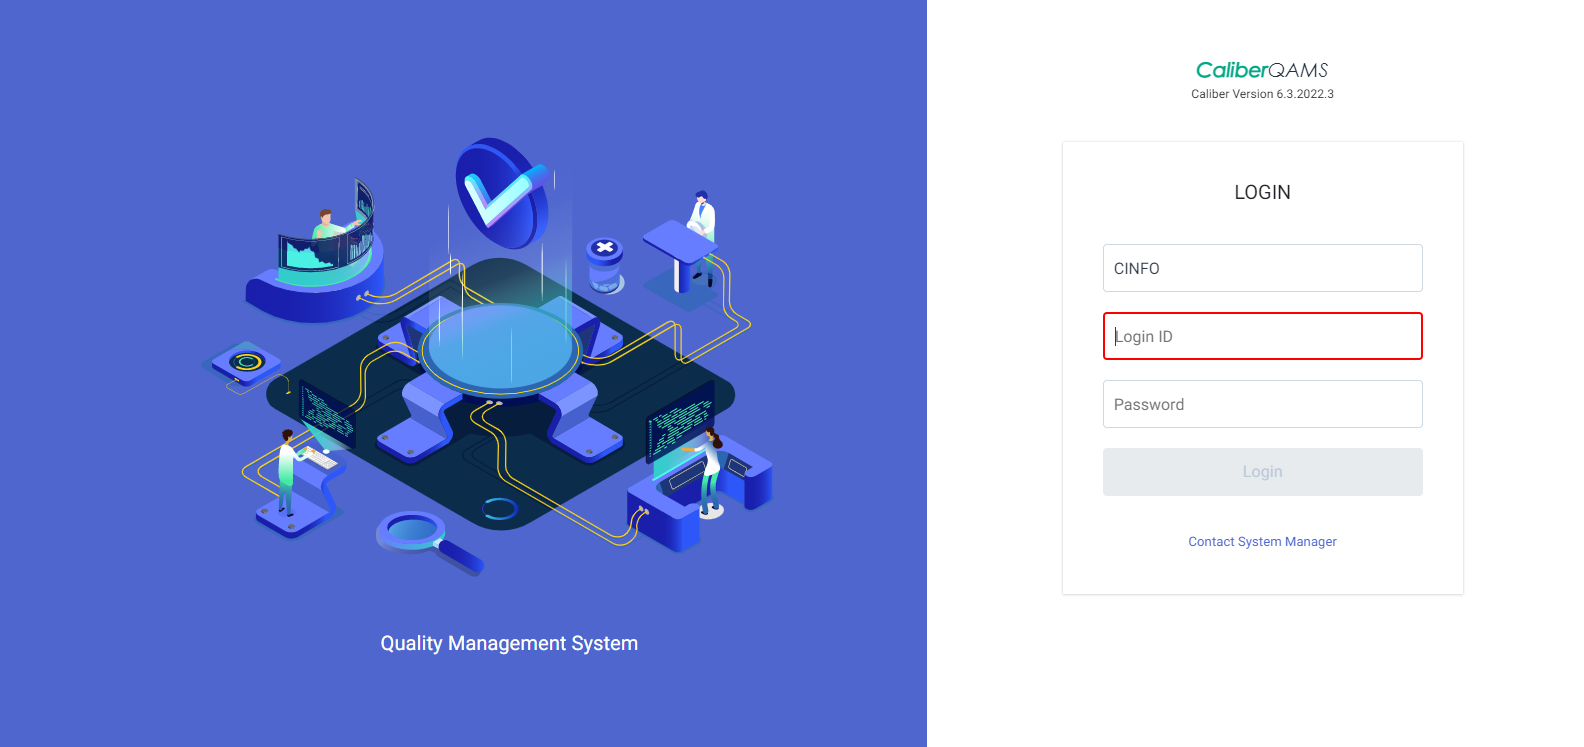 Quality Management System
CaliberQAMS
Caliber Version 6.3.2022.3
LOGIN
CINFO
Login ID
Password
Login
Contact System Manager